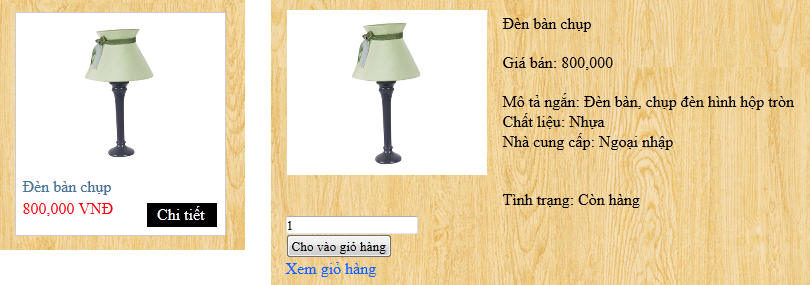 Đèn bàn chụp
800,000 VNĐ
Chi tiết
Đèn bàn chụp
Giá bán: 800,000
Mô tả ngắn: Đèn bàn, chụp đèn hình hộp tròn
Chất liệu: Nhựa
Nhà cung cấp: Ngoại nhập
Tình trạng: Còn hàng
1
Cho vào giỏ hàng
Xem giỏ hàng